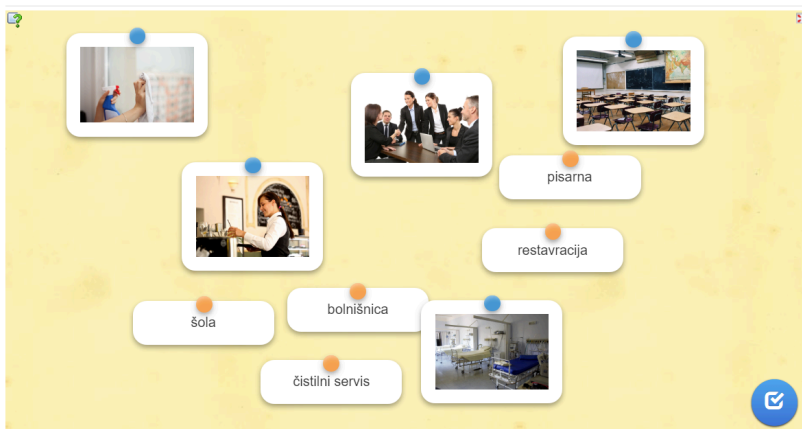 pisarna
restavracija
bolnišnica
šola
čistilni servis